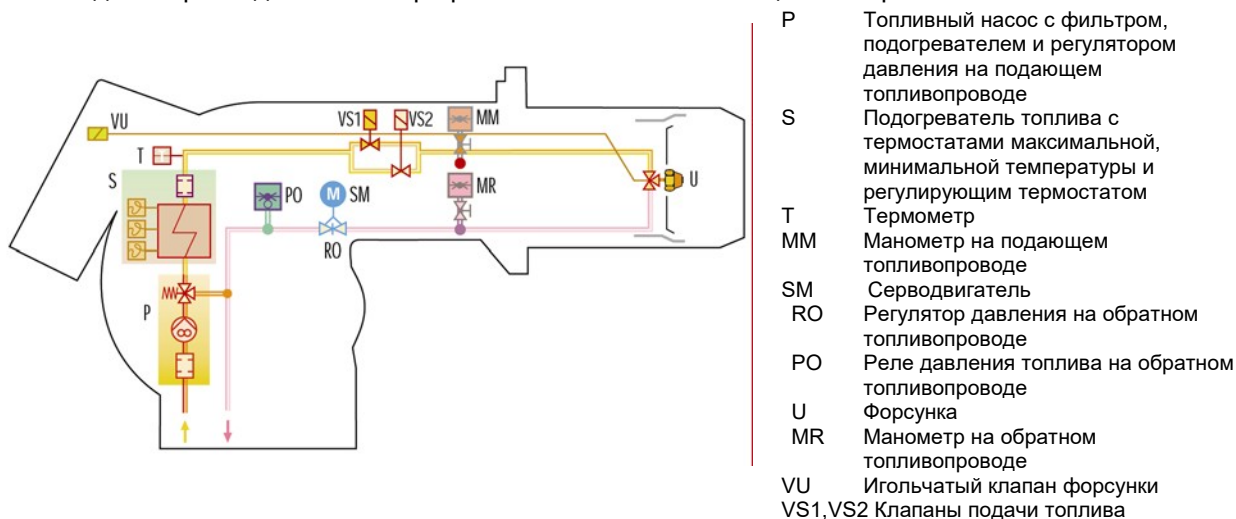 VU
VS1
VS2
MM
T
S
PO
M
SM
MR
U
RO
P
P Топливный насос с фильтром,
подогревателем и регулятором
давления на подающем
топливопроводе
S Подогреватель топлива с
термостатами максимальной,
минимальной температуры и
регулирующим термостатом
T Термометр
MM Манометр на подающем
топливопроводе
SM Серводвигатель
RO Регулятор давления на обратном
топливопроводе
PO Реле давления топлива на обратном
топливопроводе
U Форсунка
MR Манометр на обратном
топливопроводе
VU Игольчатый клапан форсунки
VS1,VS2 Клапаны подачи топлива